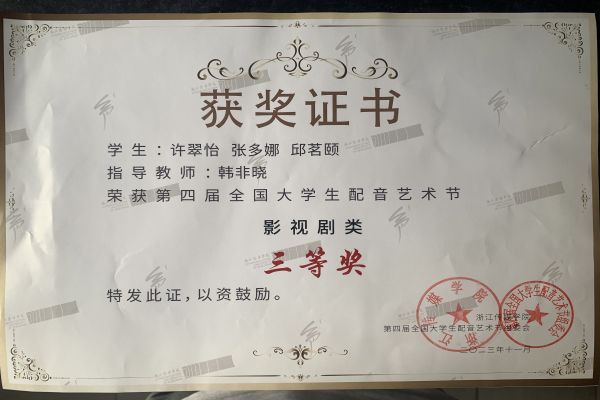 获奖证书
学生：许翠怡 张多娜 邱茗颐
指导教师：韩非晓
荣获第四届全国大学生配音艺术节
影视剧类
三等奖
特发此证，以资鼓励。
浙江传媒学院
第四届全国大学生配音艺术节组委会
二〇二三年十一月